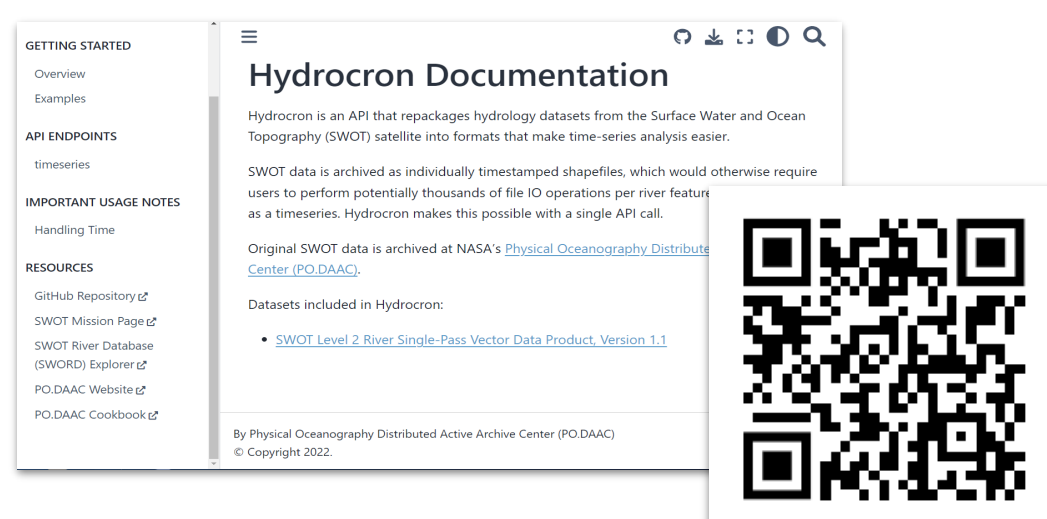 GETTING STARTED
Overview
Examples
API ENDPOINTS
timeseries
IMPORTANT USAGE NOTES
Handling Time
RESOURCES
GitHub Repository
SWOT Mission Page
SWOT River Database
(SWORD) Explorer
PO.DAAC Website
PO.DAAC Cookbook
Hydrocron Documentation
Hydrocron is an API that repackages hydrology datasets from the Surface Water and Ocean
Topography (SWOT) satellite into formats that make time-series analysis easier.
SWOT data is archived as individually timestamped shapefiles, which would otherwise require
users to perform potentially thousands of file IO operations per river feature
as a timeseries. Hydrocron makes this possible with a single API call.
Original SWOT data is archived at NASA's Physical Oceanography Distribute
Center (PO.DAAC).
Datasets included in Hydrocron:
• SWOT Level 2 River Single-Pass Vector Data Product, Version 1.1
By Physical Oceanography Distributed Active Archive Center (PO.DAAC)
© Copyright 2022.